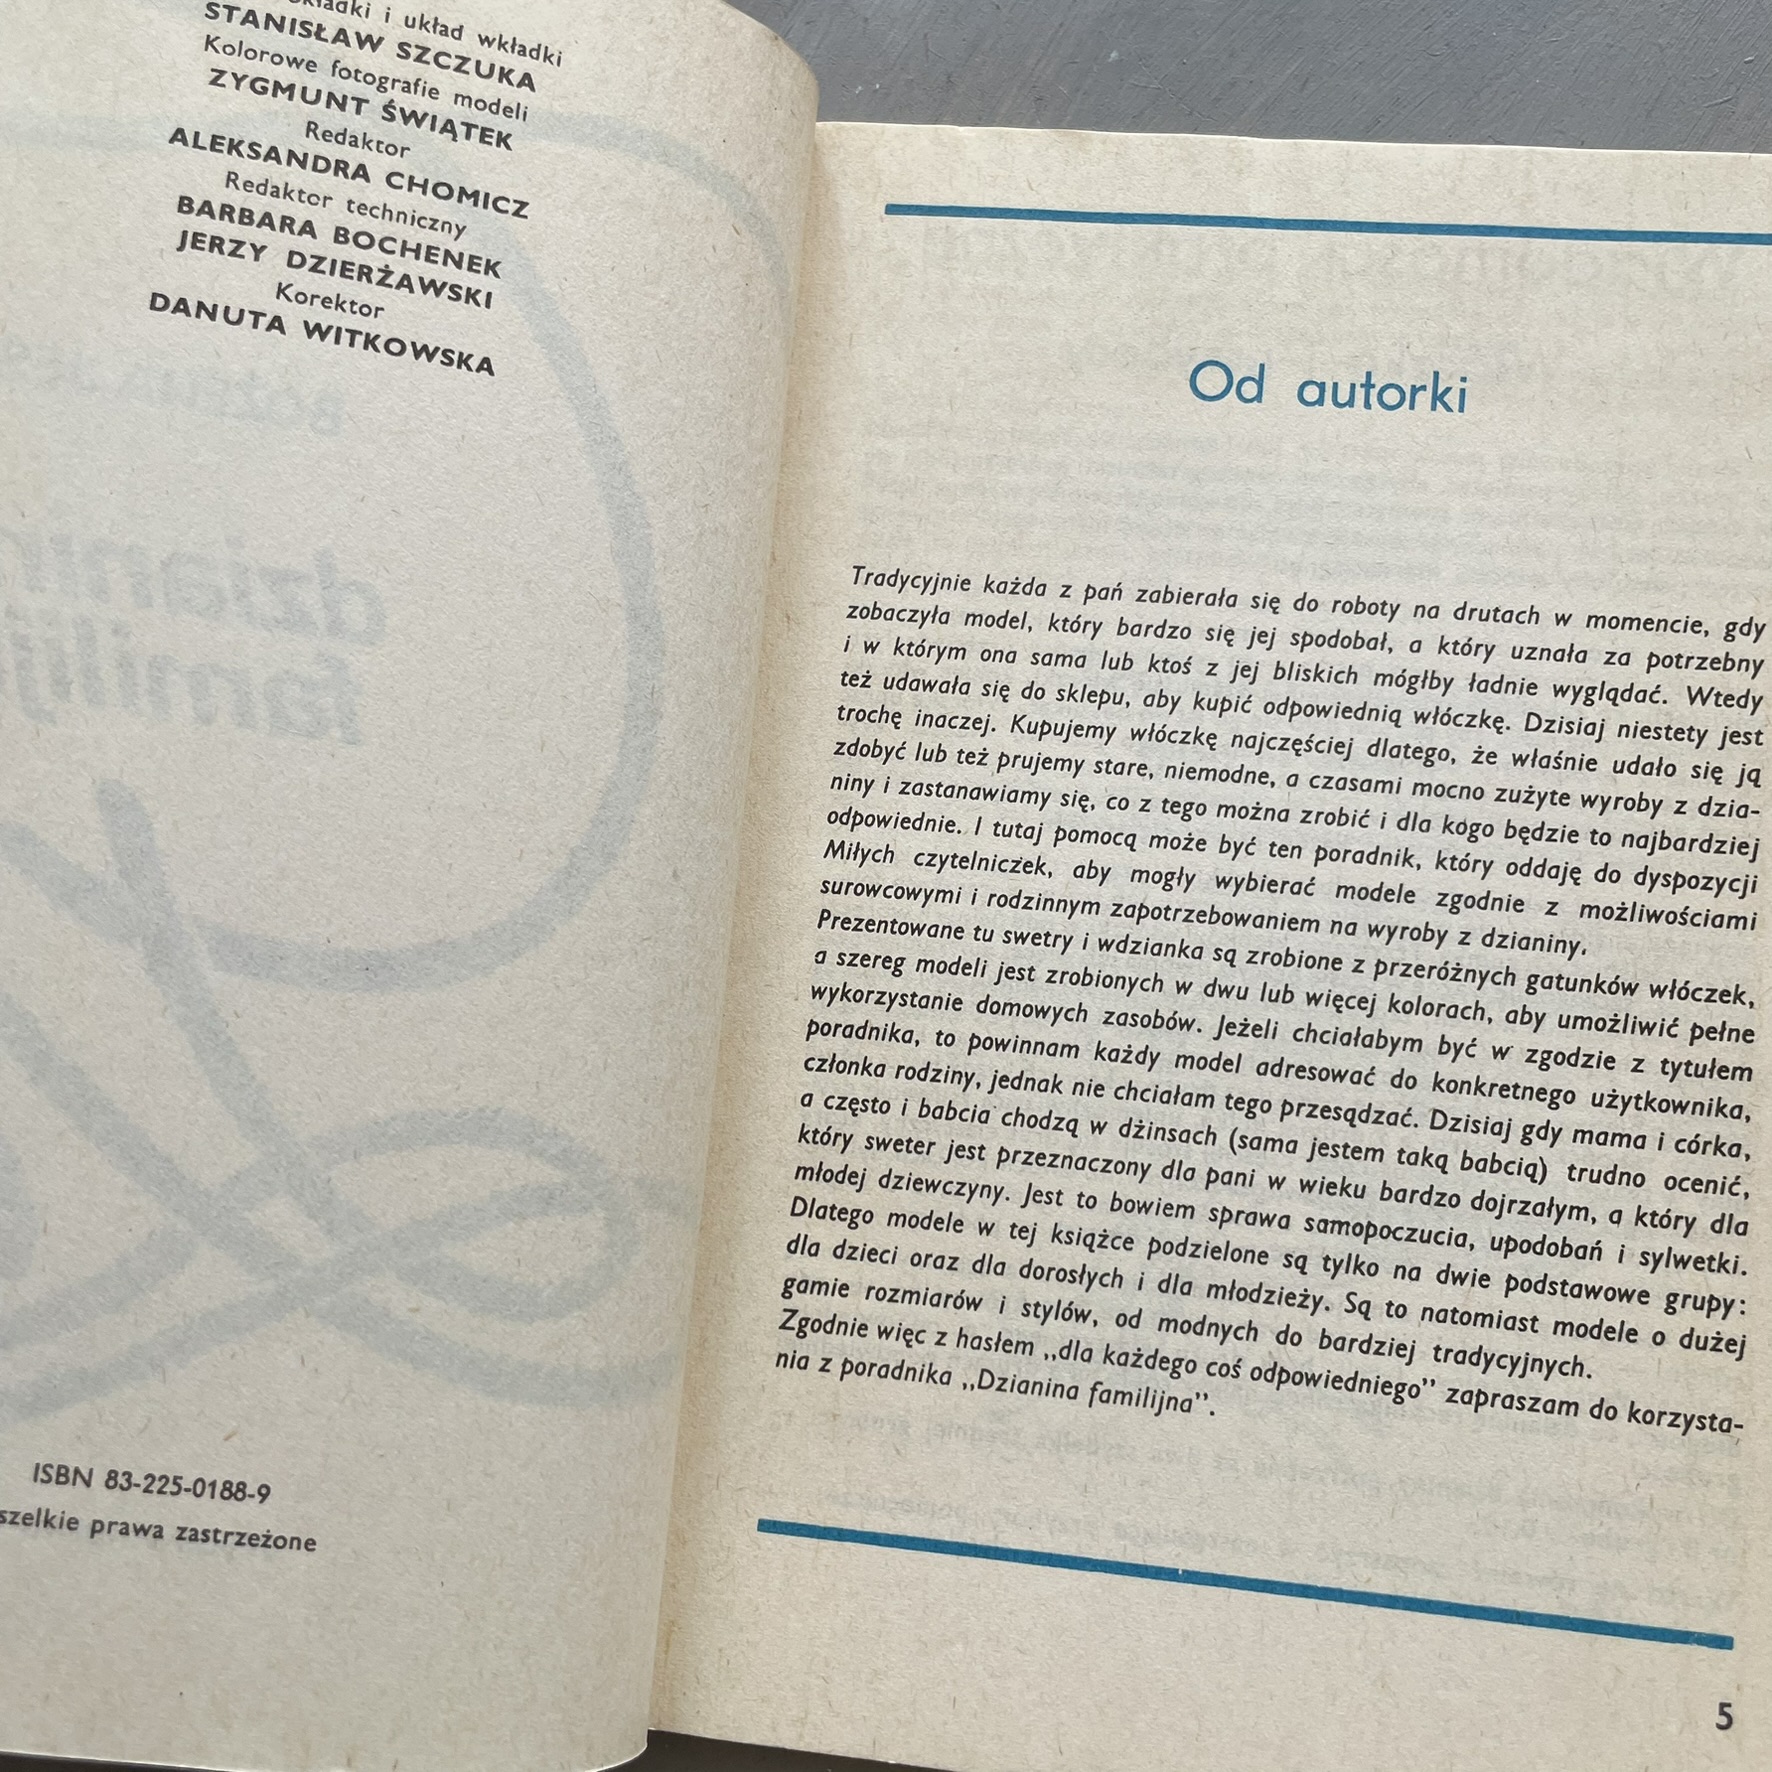 i układ wkładki
STANISŁAW SZCZUKA
Kolorowe fotografie modeli
ZYGMUNT ŚWIĄTEK
Redaktor
ALEKSANDRA CHOMICZ
Redaktor techniczny
BARBARA BOCHENEK
JERZY DZIERŻAWSKI
Korektor
DANUTA WITKOWSKA
ISBN 83-225-0188-9
szelkie prawa zastrzeżone
Od autorki
Tradycyjnie każda z pań zabierała się do roboty na drutach w momencie, gdy
zobaczyła model, który bardzo się jej spodobał, a który uznała za potrzebny
i w którym ona sama lub ktoś z jej bliskich mógłby ładnie wyglądać. Wtedy
też udawała się do sklepu, aby kupić odpowiednią włóczkę. Dzisiaj niestety jest
trochę inaczej. Kupujemy włóczkę najczęściej dlatego, że właśnie udało się ją
zdobyć lub też prujemy stare, niemodne, a czasami mocno zużyte wyroby z dzia-
niny i zastanawiamy się, co z tego można zrobić i dla kogo będzie to najbardziej
odpowiednie. I tutaj pomocą może być ten poradnik, który oddaję do dyspozycji
Miłych czytelniczek, aby mogły wybierać modele zgodnie z możliwościami
surowcowymi i rodzinnym zapotrzebowaniem na wyroby z dzianiny.
Prezentowane tu swetry i wdzianka są zrobione z przeróżnych gatunków włóczek,
a szereg modeli jest zrobionych w dwu lub więcej kolorach, aby umożliwić pełne
wykorzystanie domowych zasobów. Jeżeli chciałabym być w zgodzie z tytułem
poradnika, to powinnam każdy model adresować do konkretnego użytkownika,
członka rodziny, jednak nie chciałam tego przesądzać. Dzisiaj gdy mama i córka,
a często i babcia chodzą w dżinsach (sama jestem taką babcią) trudno ocenić,
który sweter jest przeznaczony dla pani w wieku bardzo dojrzałym, a który dla
młodej dziewczyny. Jest to bowiem sprawa samopoczucia, upodobań i sylwetki.
Dlatego modele w tej książce podzielone są tylko na dwie podstawowe grupy:
dla dzieci oraz dla dorosłych i dla młodzieży. Są to natomiast modele o dużej
gamie rozmiarów i stylów, od modnych do bardziej tradycyjnych.
Zgodnie więc z hasłem „dla każdego coś odpowiedniego” zapraszam do korzysta-
nia z poradnika „Dzianina familijna”.
5